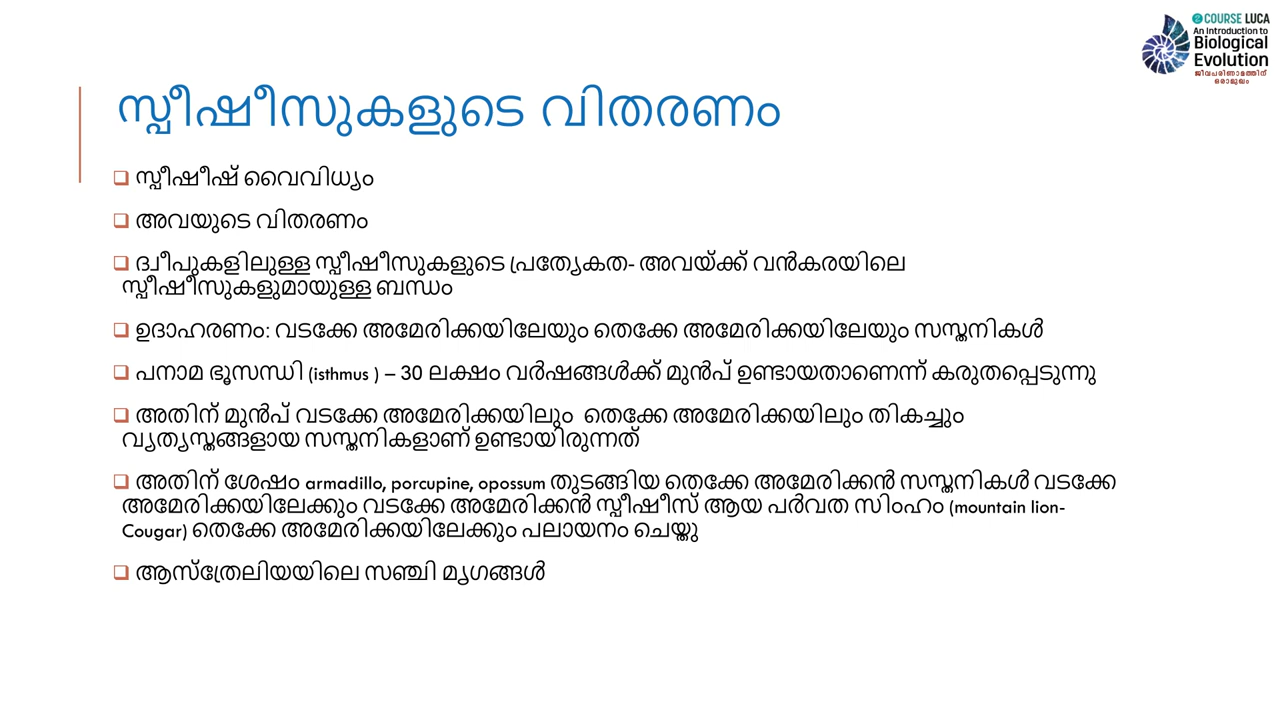 COURSE LUCA
An Introduction to
Biological
Evolution
ജീവപരിണാമത്തിന്
ഒരാമുഖം
സ്പീഷീസുകളുടെ വിതരണം
സ്പീഷീഷ് വൈവിധ്യം
അവയുടെ വിതരണം
ദ്വീപുകളിലുള്ള സ്പീഷീസുകളുടെ പ്രത്യേകത- അവയ്ക്ക് വൻകരയിലെ
സ്പീഷീസുകളുമായുള്ള ബന്ധം
ഉദാഹരണം: വടക്കേ അമേരിക്കയിലേയും തെക്കേ അമേരിക്കയിലേയും സസ്തനികൾ
പനാമ ഭൂസന്ധി (isthmus ) – 30 ലക്ഷം വർഷങ്ങൾക്ക് മുൻപ് ഉണ്ടായതാണെന്ന് കരുതപ്പെടുന്നു
അതിന് മുൻപ് വടക്കേ അമേരിക്കയിലും തെക്കേ അമേരിക്കയിലും തികച്ചും
വ്യത്യസ്തങ്ങളായ സസ്തനികളാണ് ഉണ്ടായിരുന്നത്
അതിന് ശേഷം armadillo, porcupine, opossum തുടങ്ങിയ തെക്കേ അമേരിക്കൻ സസ്തനികൾ വടക്കേ
അമേരിക്കയിലേക്കും വടക്കേ അമേരിക്കൻ സ്പീഷീസ് ആയ പർവത സിംഹം (mountain lion-
Cougar) തെക്കേ അമേരിക്കയിലേക്കും പലായനം ചെയ്തു
ആസ്ത്രേലിയയിലെ സഞ്ചി മൃഗങ്ങൾ